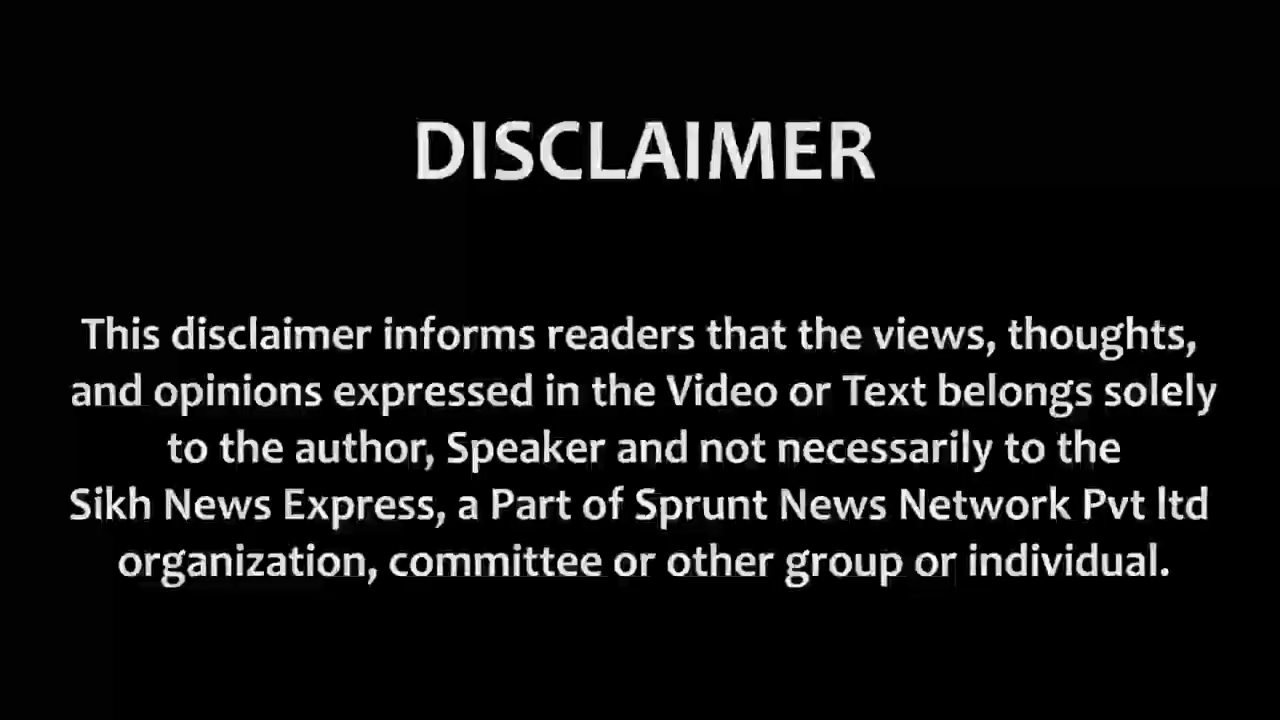 DISCLAIMER
This disclaimer informs readers that the views, thoughts,
and opinions expressed in the Video or Text belongs solely
to the author, Speaker and not necessarily to the
Sikh News Express, a Part of Sprunt News Network Pvt ltd
organization, committee or other group or individual.